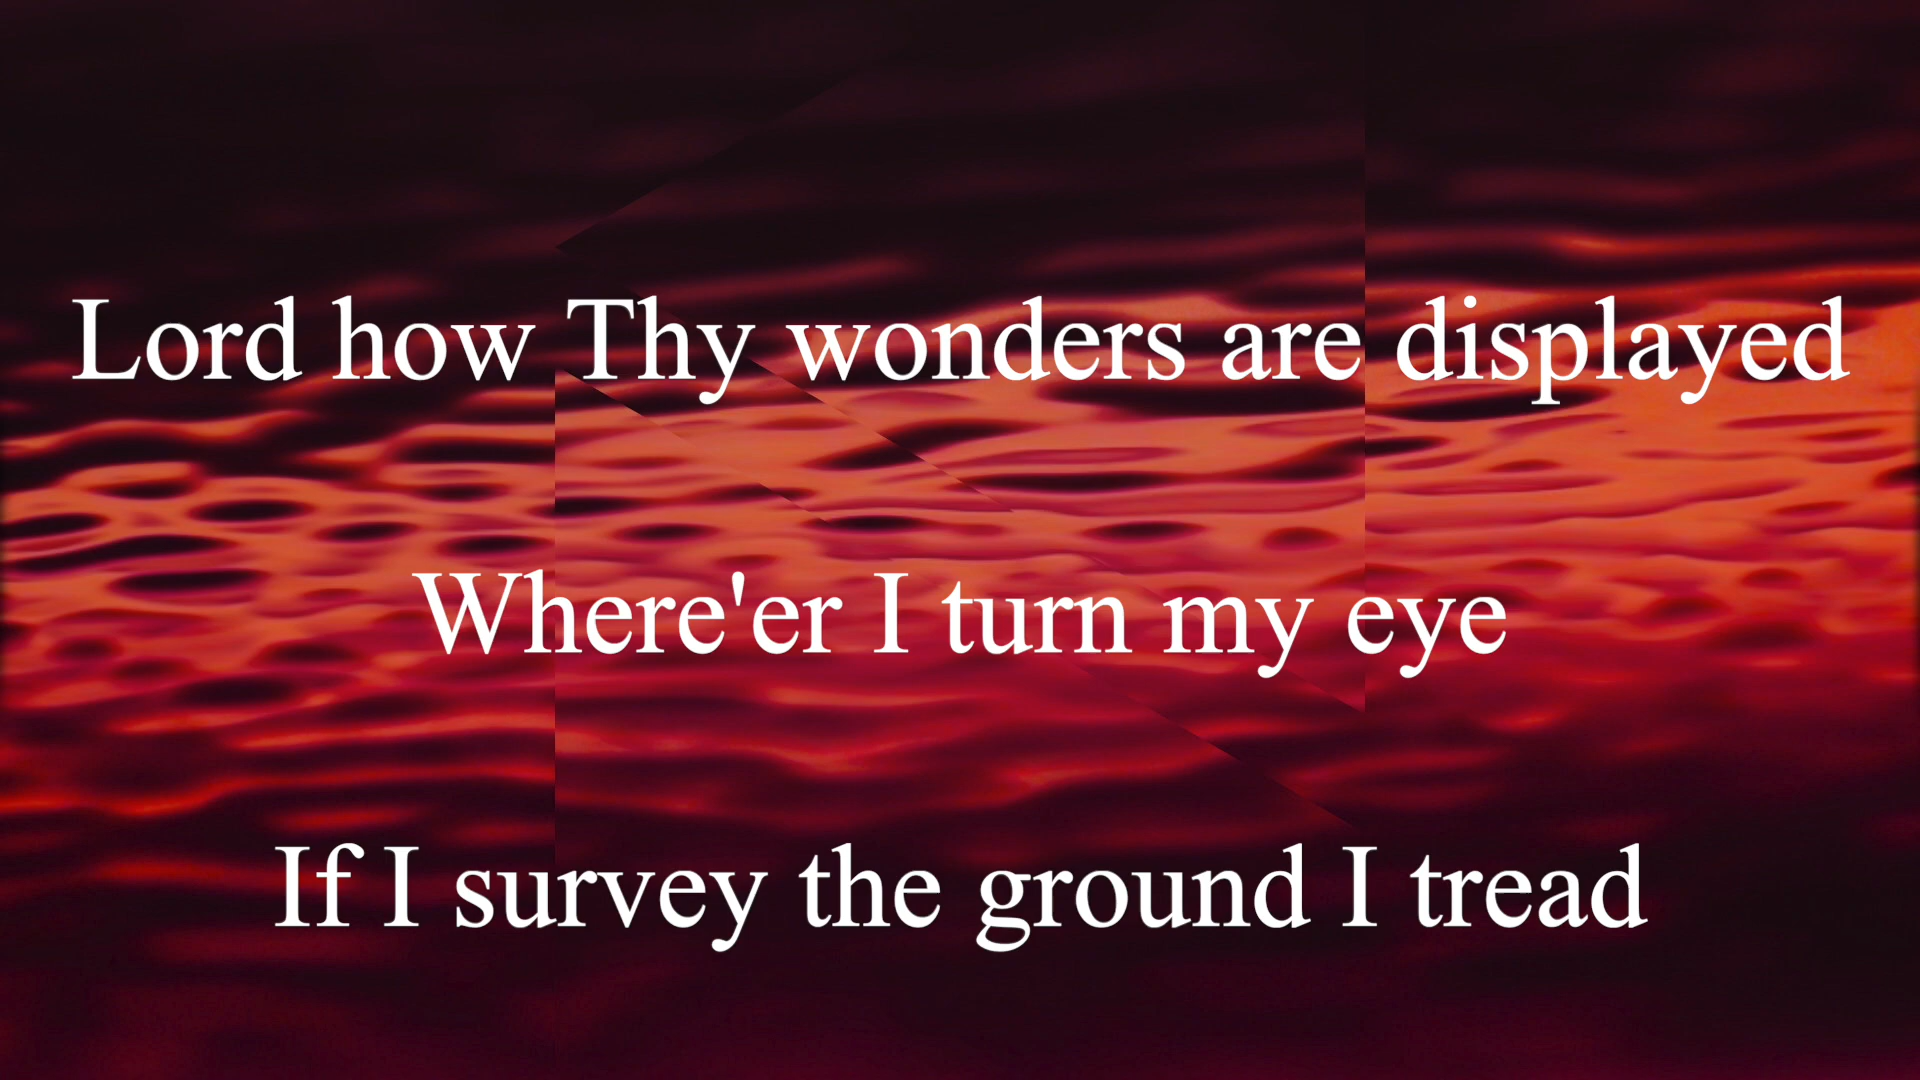 Lord how Thy wonders are displayed
Where'er I turn my eye
If I survey the ground I tread